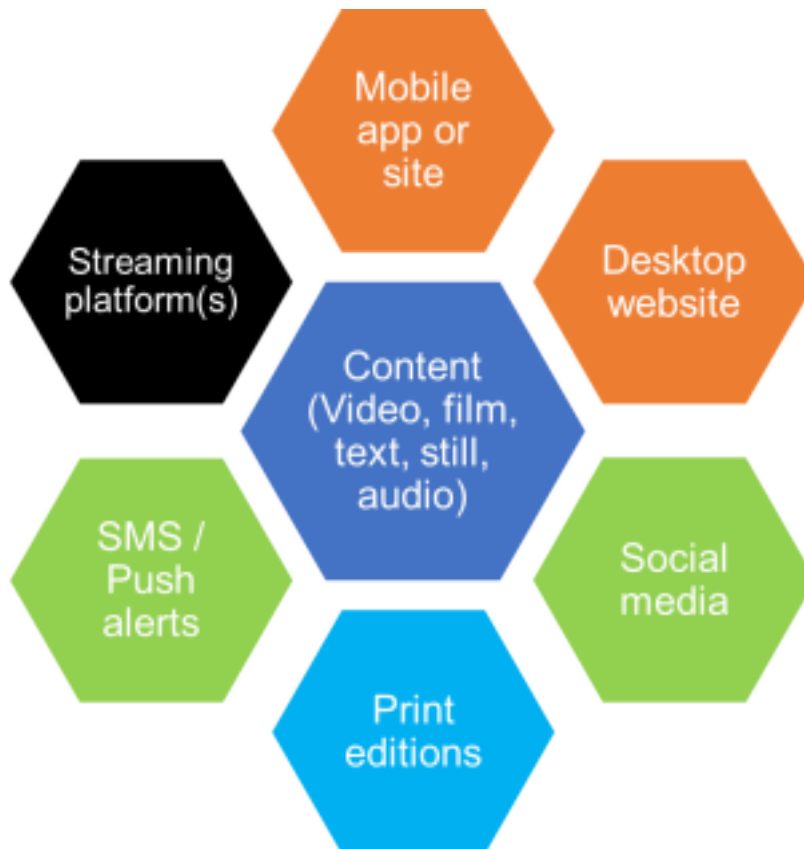 Mobile
app or
site
Streaming
platform(s)
Desktop
website
Content
(Video, film,
text, still,
audio)
SMS /
Push
alerts
Social
media
Print
editions